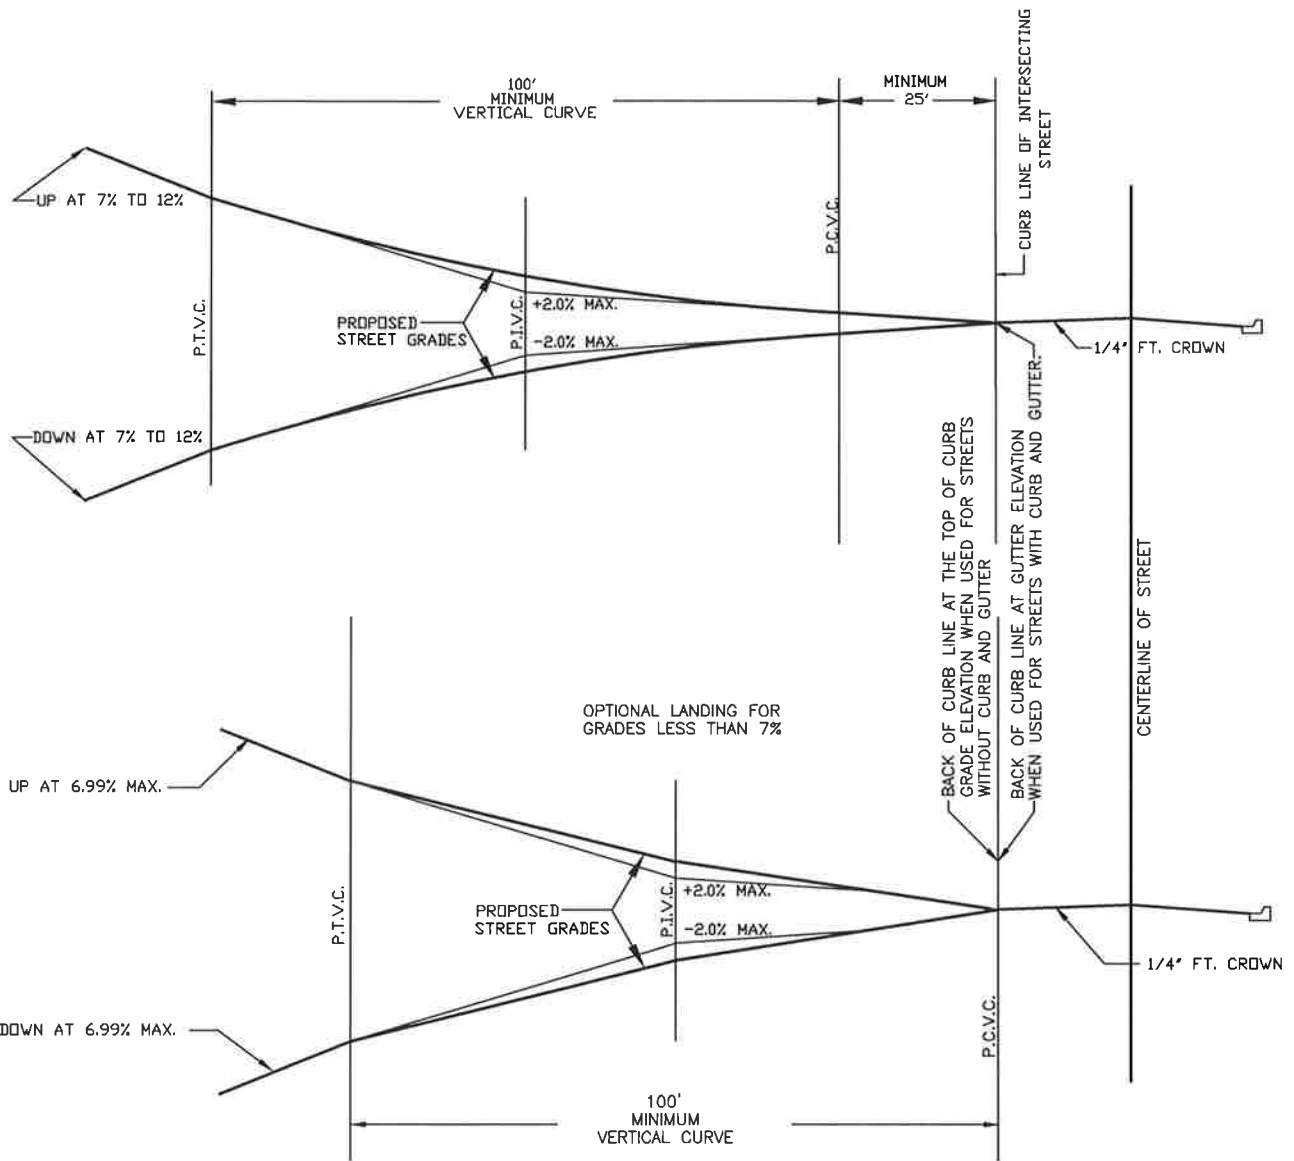 100'
MINIMUM
VERTICAL CURVE
MINIMUM
25'
CURB LINE OF INTERSECTING
STREET
UP AT 7% TO 12%
P.C.V.C.
P.T.V.C.
P.I.V.C.
+2.0% MAX.
PROPOSED
STREET GRADES
-2.0% MAX.
1/4" FT. CROWN
DOWN AT 7% TO 12%
BACK OF CURB LINE AT THE TOP OF CURB
GRADE ELEVATION WHEN USED FOR STREETS
WITHOUT CURB AND GUTTER
BACK OF CURB LINE AT GUTTER ELEVATION
WHEN USED FOR STREETS WITH CURB AND GUTTER.
CENTERLINE OF STREET
OPTIONAL LANDING FOR
GRADES LESS THAN 7%
UP AT 6.99% MAX.
P.T.V.C.
P.I.V.C.
+2.0% MAX.
PROPOSED
STREET GRADES
-2.0% MAX.
1/4" FT. CROWN
P.C.V.C.
DOWN AT 6.99% MAX.
100'
MINIMUM
VERTICAL CURVE